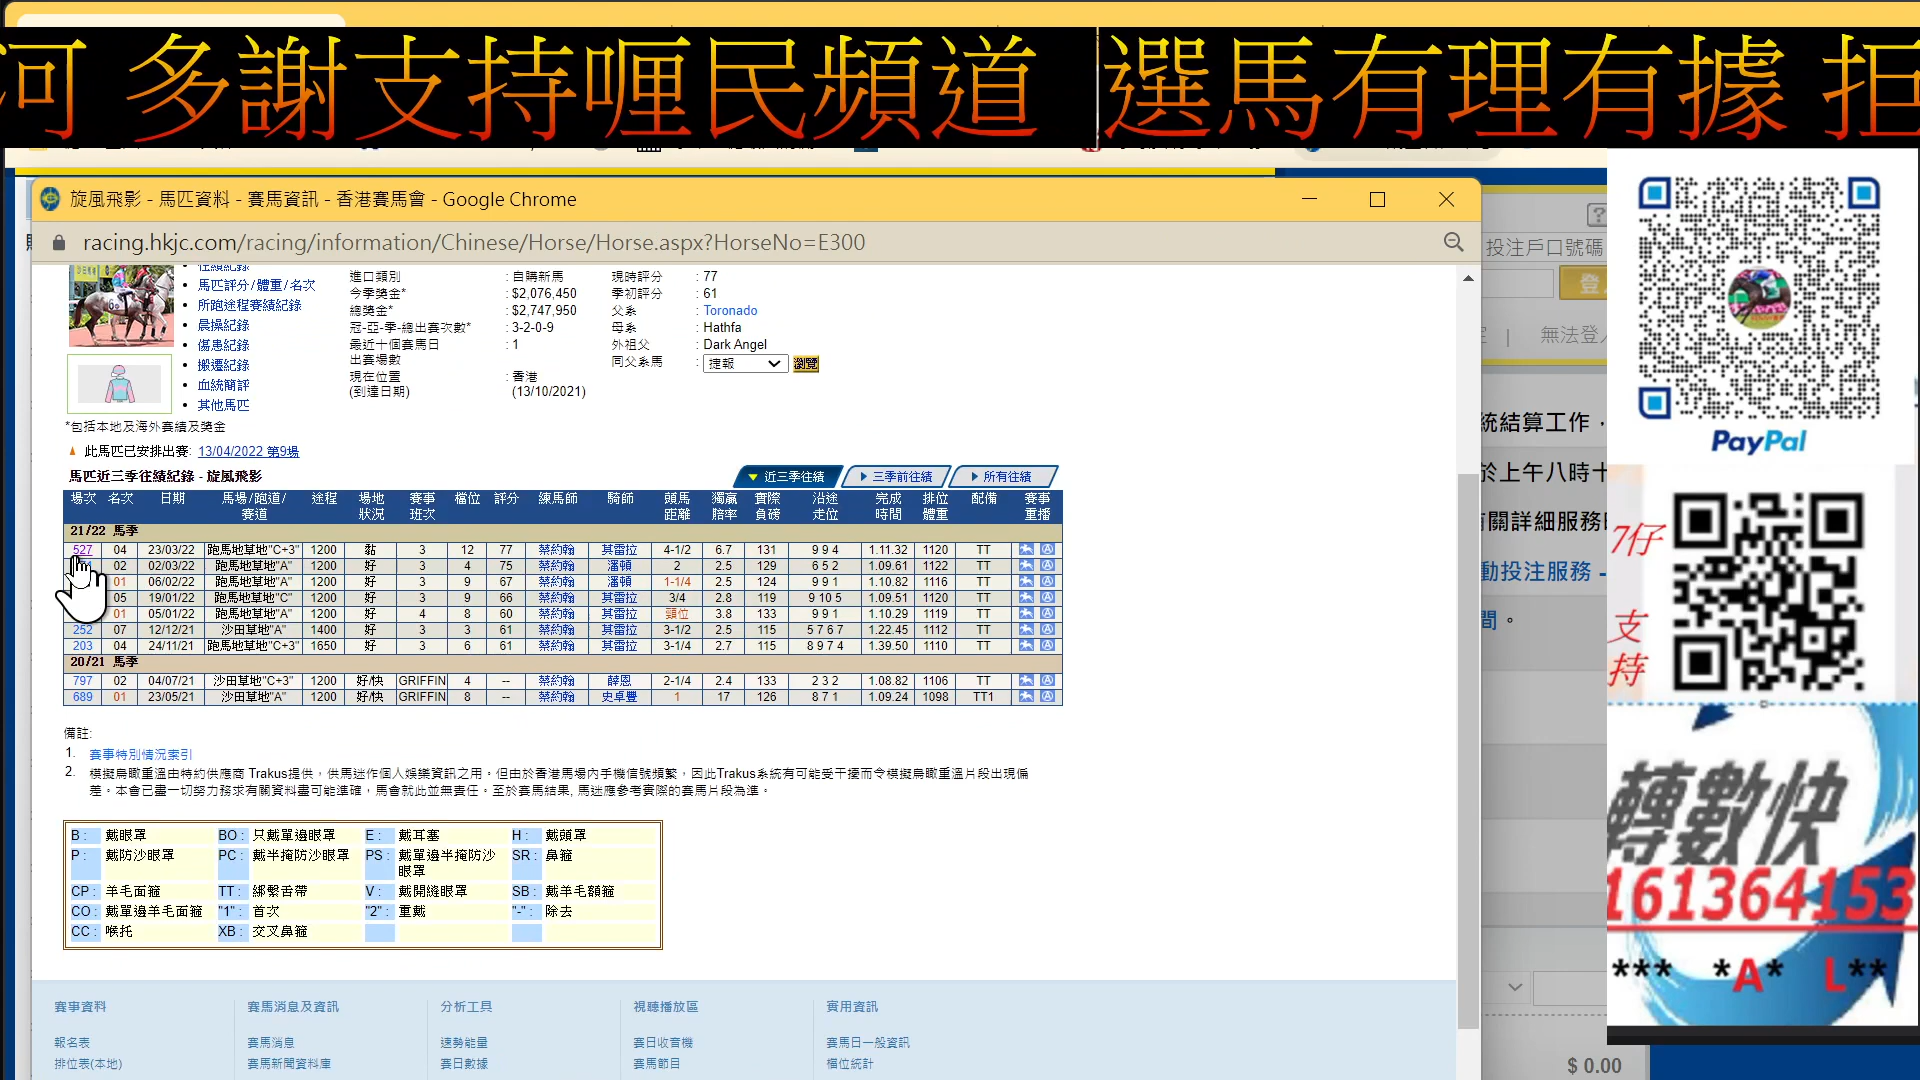 河 多謝支持喱民頻道 選馬有理有據 拒
旋風飛影 - 馬匹資料 - 賽馬資訊 - 香港賽馬會 - Google Chrome
racing.hkjc.com/racing/information/Chinese/Horse/Horse.aspx?HorseNo=E300
往績紀錄
馬匹評分/體重/名次
所跑途程賽績紀錄
晨操紀錄
傷患紀錄
搬遷紀錄
血統簡評
其他馬匹
進口類別 : 自購新馬
今季獎金* : $2,076,450
總獎金* : $2,747,950
冠-亞-季-總出賽次數* : 3-2-0-9
最近十個賽馬日 : 1
出賽場數
現在位置 : 香港
(到達日期) (13/10/2021)
現時評分 : 77
季初評分 : 61
父系 : Toronado
母系 : Hathfa
外祖父 : Dark Angel
同父系馬 : 捷報 瀏覽
*包括本地及海外賽績及獎金
此馬匹已安排出賽: 13/04/2022 第9場
馬匹近三季往績紀錄 - 旋風飛影
近三季往績 三季前往績 所有往績
場次 名次 日期 馬場/跑道/賽道 途程 場地狀況 賽事班次 檔位 評分 練馬師 騎師 頭馬距離 獨贏賠率 實際負磅 沿途走位 完成時間 排位體重 配備 賽事重播
21/22 馬季
527 04 23/03/22 跑馬地草地"C+3" 1200 黏 3 12 77 蔡約翰 莫雷拉 4-1/2 6.7 131 9 9 4 1.11.32 1120 TT
02 02/03/22 跑馬地草地"A" 1200 好 3 4 75 蔡約翰 潘頓 2 2.5 129 6 5 2 1.09.61 1122 TT
01 06/02/22 跑馬地草地"A" 1200 好 3 9 67 蔡約翰 潘頓 1-1/4 2.5 124 9 9 1 1.10.82 1116 TT
05 19/01/22 跑馬地草地"C" 1200 好 3 9 66 蔡約翰 莫雷拉 3/4 2.8 119 9 10 5 1.09.51 1120 TT
01 05/01/22 跑馬地草地"A" 1200 好 4 8 60 蔡約翰 莫雷拉 頸位 3.8 133 9 9 1 1.10.29 1119 TT
252 07 12/12/21 沙田草地"A" 1400 好 3 3 61 蔡約翰 莫雷拉 3-1/2 2.5 115 5 7 6 7 1.22.45 1112 TT
203 04 24/11/21 跑馬地草地"C+3" 1650 好 3 6 61 蔡約翰 莫雷拉 3-1/4 2.7 115 8 9 7 4 1.39.50 1110 TT
20/21 馬季
797 02 04/07/21 沙田草地"C+3" 1200 好/快 GRIFFIN 4 -- 蔡約翰 薛恩 2-1/4 2.4 133 2 3 2 1.08.82 1106 TT
689 01 23/05/21 沙田草地"A" 1200 好/快 GRIFFIN 8 -- 蔡約翰 史卓豐 1 17 126 8 7 1 1.09.24 1098 TT1
備註:
1. 賽事特別情況索引
2. 模擬鳥瞰重溫由特約供應商 Trakus提供，供馬迷作個人娛樂資訊之用。但由於香港馬場內手機信號頻繁，因此Trakus系統有可能受干擾而令模擬鳥瞰重溫片段出現偏
差。本會已盡一切努力務求有關資料盡可能準確，馬會就此並無責任。至於賽馬結果, 馬迷應參考實際的賽馬片段為準。
B : 戴眼罩 BO : 只戴單邊眼罩 E : 戴耳塞 H : 戴頭罩
P : 戴防沙眼罩 PC : 戴半掩防沙眼罩 PS : 戴單邊半掩防沙眼罩 SR : 鼻箍
CP : 羊毛面箍 TT : 綁繫舌帶 V : 戴開縫眼罩 SB : 戴羊毛額箍
CO : 戴單邊羊毛面箍 "1" : 首次 "2" : 重戴 "-" : 除去
CC : 喉托 XB : 交叉鼻箍
賽事資料 賽馬消息及資訊 分析工具 視聽播放區 實用資訊
報名表 賽馬消息 速勢能量 賽日收音機 賽馬日一般資訊
排位表(本地) 賽馬新聞資料庫 賽日數據 賽馬節目 檔位統計
投注戶口號碼
登
| 無法登入
統結算工作，
於上午八時十
關詳細服務時
動投注服務 -
間。
$ 0.00
PayPal
7仔
支
持
轉數快
161364153
*** *A* L**